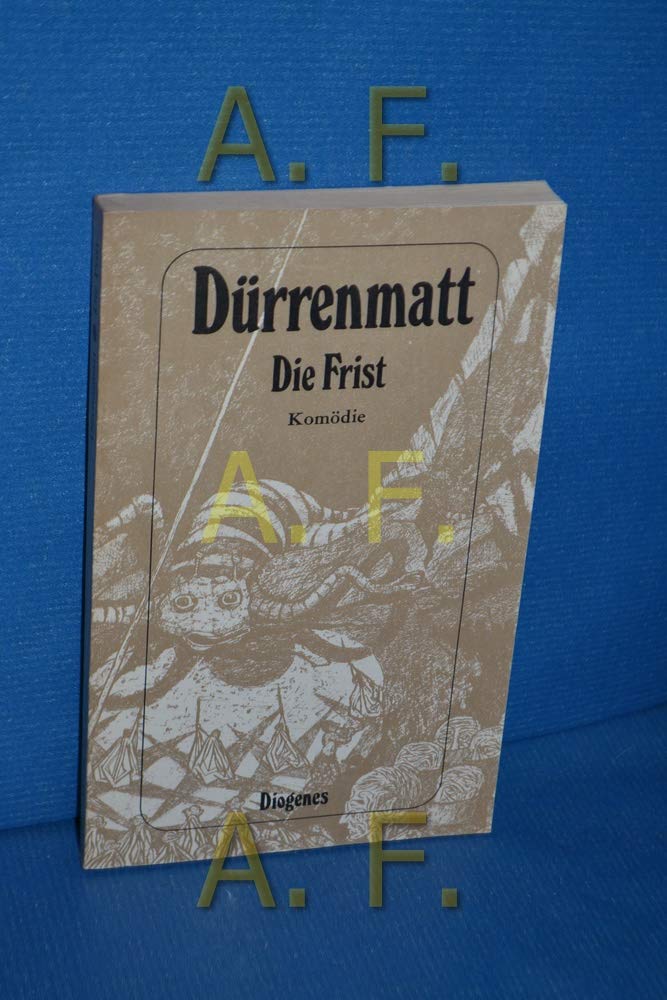 A. F.
Dürrenmatt
Die Frist
Komödie
A. F.
Diogenes
A. F.